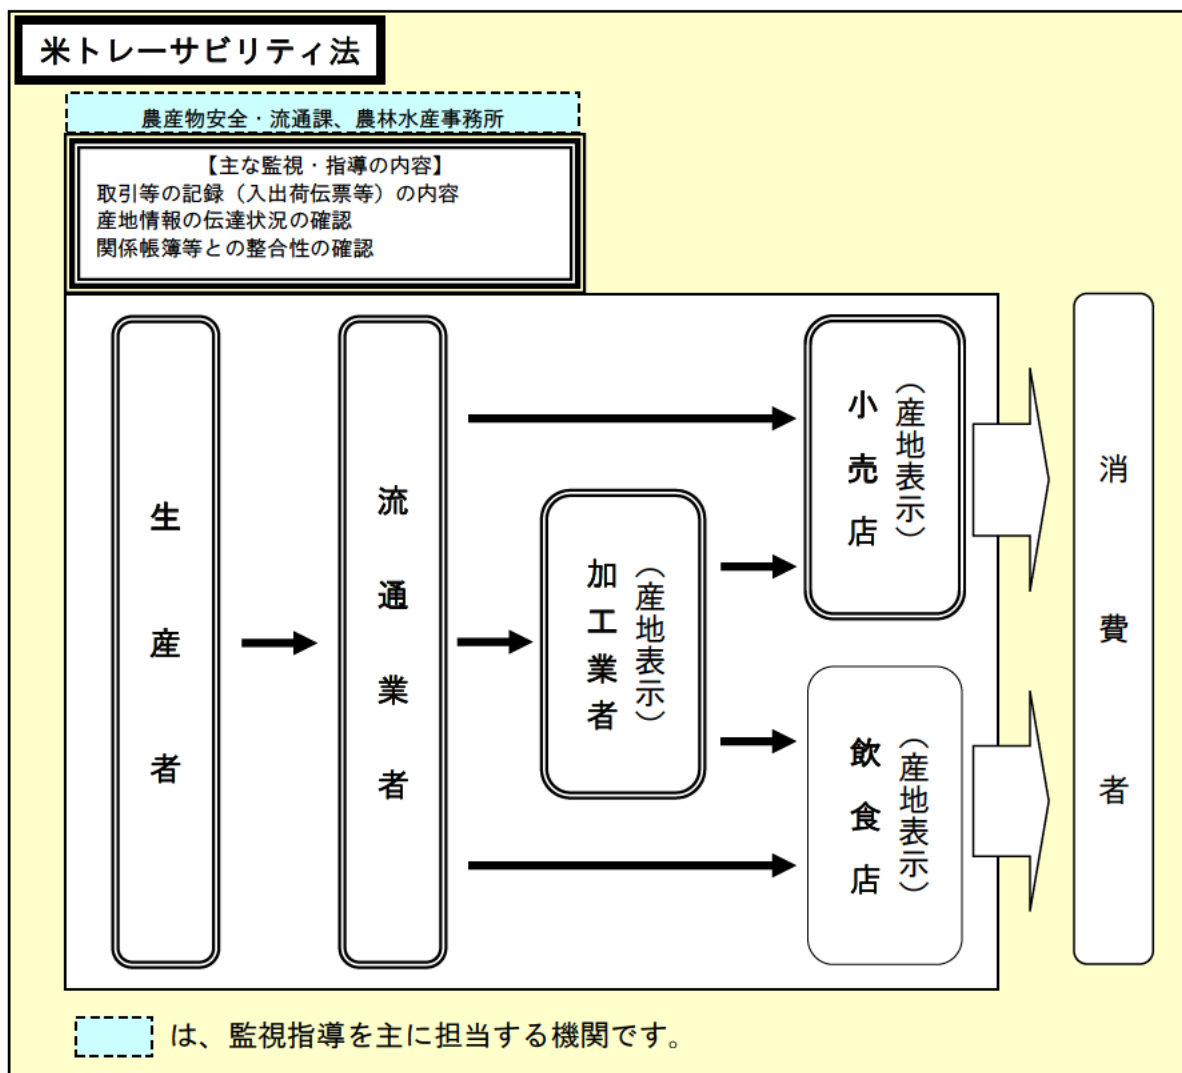 米トレーサビリティ法
農産物安全・流通課、農林水産事務所
【主な監視・指導の内容】
取引等の記録（入出荷伝票等）の内容
産地情報の伝達状況の確認
関係帳簿等との整合性の確認
生産者
流通業者
加工業者
（産地表示）
小売店
（産地表示）
飲食店
（産地表示）
消費者
は、監視指導を主に担当する機関です。